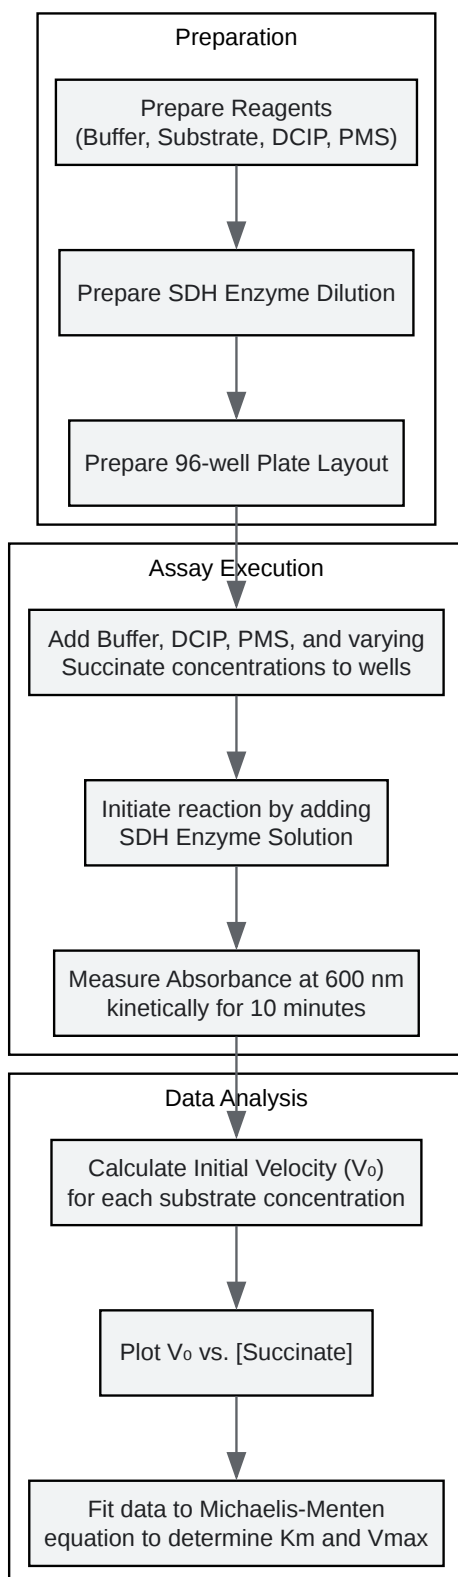 Preparation
Prepare Reagents
(Buffer, Substrate, DCIP, PMS)
Prepare SDH Enzyme Dilution
Prepare 96-well Plate Layout
Assay Execution
Add Buffer, DCIP, PMS, and varying
Succinate concentrations to wells
Initiate reaction by adding
SDH Enzyme Solution
Measure Absorbance at 600 nm
kinetically for 10 minutes
Data Analysis
Calculate Initial Velocity (V₀)
for each substrate concentration
Plot V₀ vs. [Succinate]
Fit data to Michaelis-Menten
equation to determine Km and Vmax